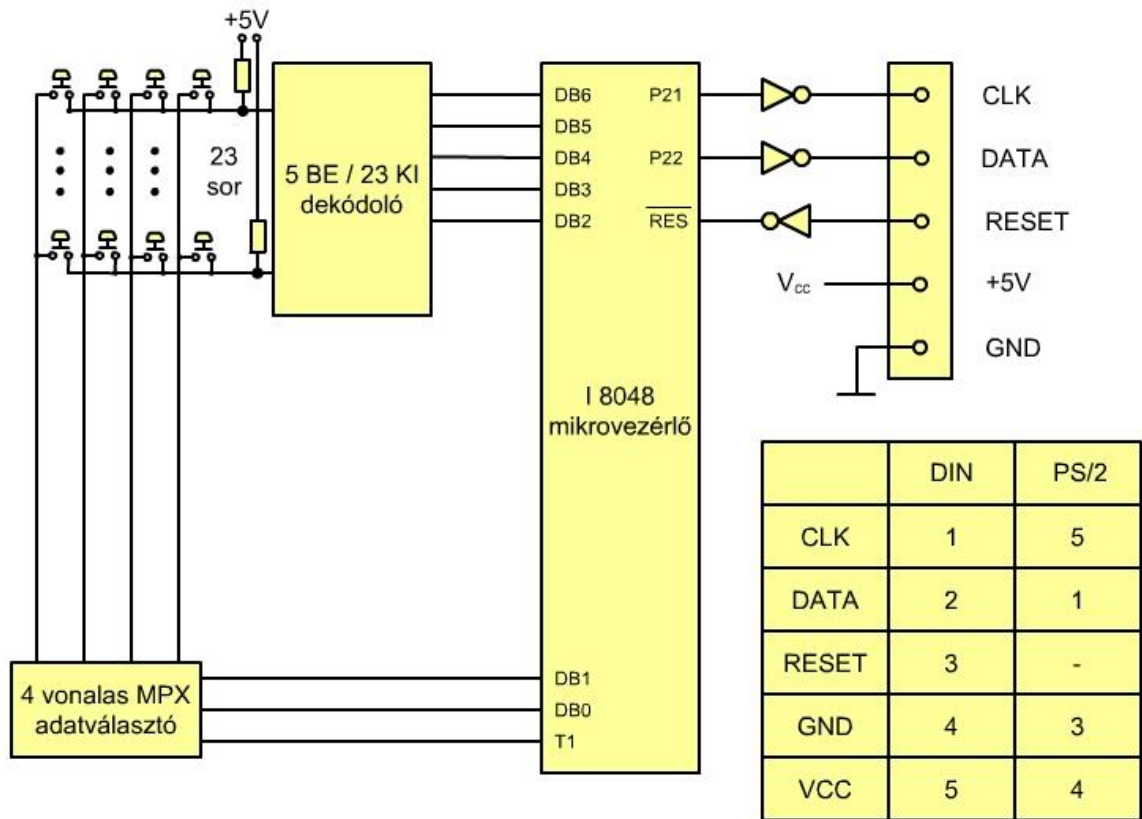 +5V
23
sor
5 BE / 23 KI
dekódoló
DB6
DB5
DB4
DB3
DB2
P21
P22
RES
I 8048
mikrovezérlő
DB1
DB0
T1
4 vonalas MPX
adatválasztó
CLK
DATA
RESET
Vcc
+5V
GND
DIN PS/2
CLK 1 5
DATA 2 1
RESET 3 -
GND 4 3
VCC 5 4